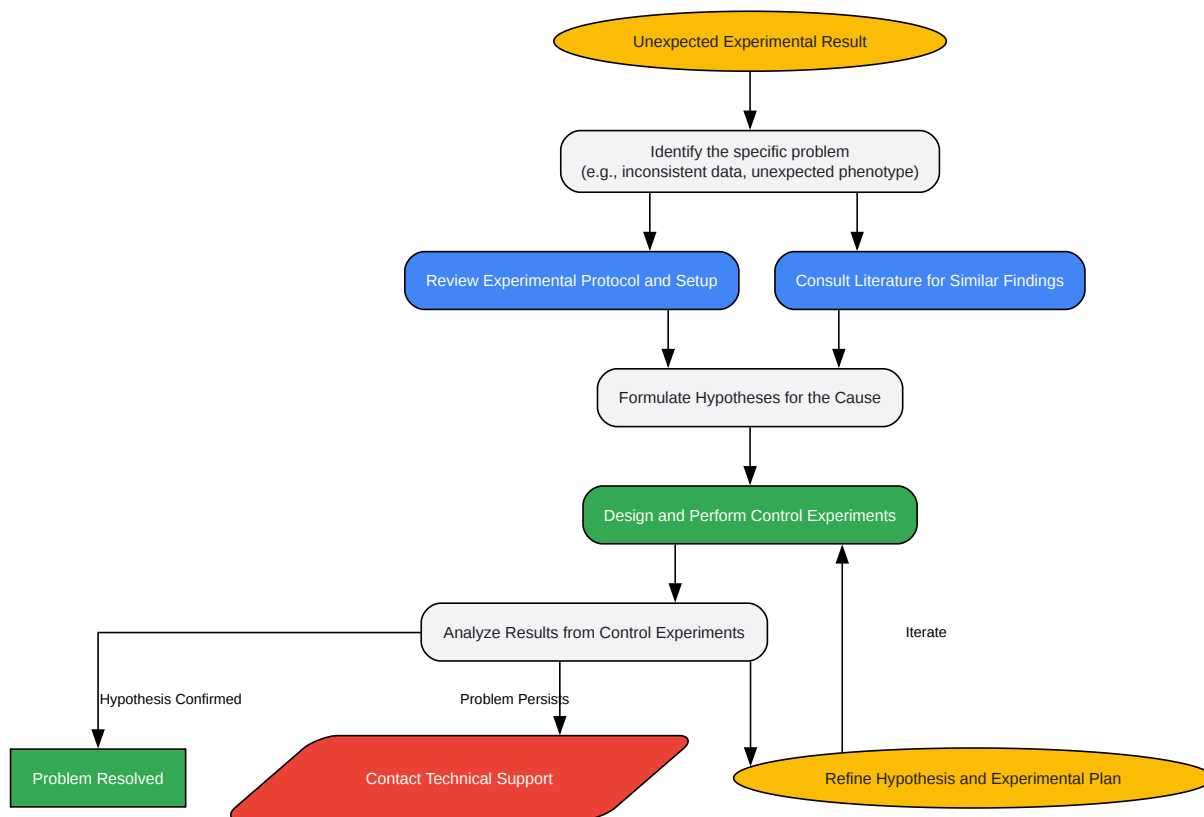 Unexpected Experimental Result
Identify the specific problem
(e.g., inconsistent data, unexpected phenotype)
Review Experimental Protocol and Setup
Consult Literature for Similar Findings
Formulate Hypotheses for the Cause
Design and Perform Control Experiments
Analyze Results from Control Experiments
Iterate
Hypothesis Confirmed
Problem Persists
Problem Resolved
Contact Technical Support
Refine Hypothesis and Experimental Plan